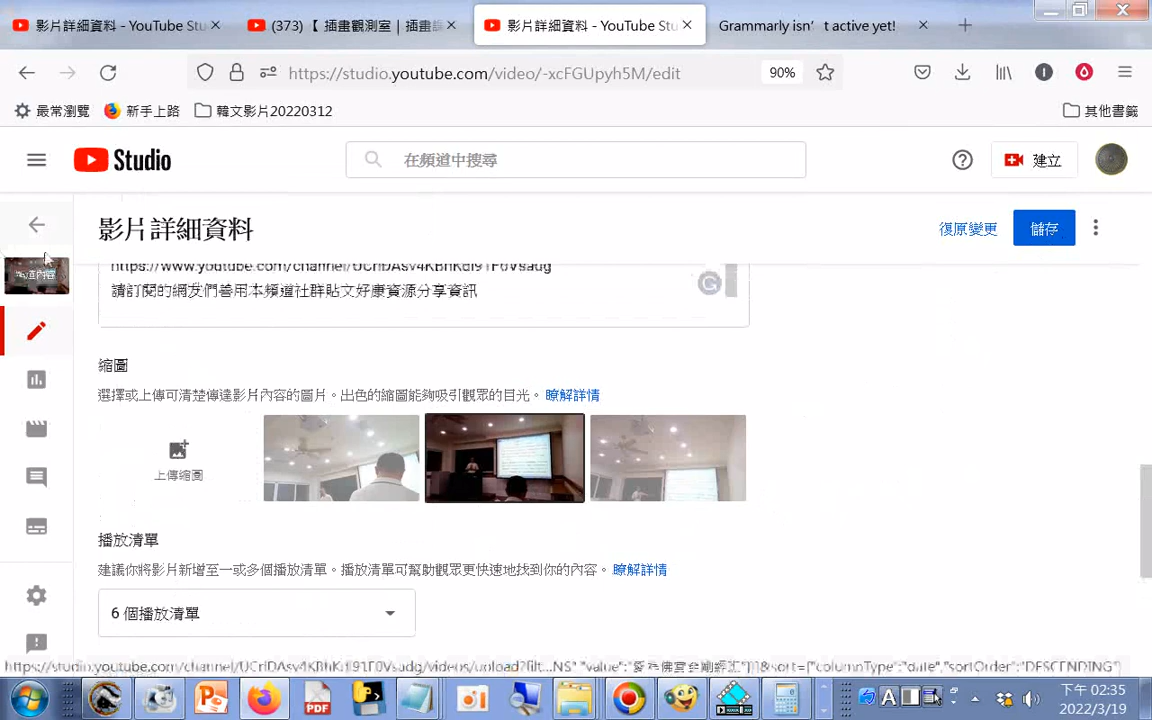 影片詳細資料 - YouTube Stu
(373)【 插畫觀測室 | 插畫
影片詳細資料 - YouTube Stu
Grammarly isn't active yet!
https://studio.youtube.com/video/-xcFGUpyh5M/edit
90%
最常瀏覽
新手上路
韓文影片20220312
其他書籤
Studio
在頻道中搜尋
建立
影片詳細資料
復原變更
儲存
請訂閱的網友們善用本頻道社群貼文好康資源分享資訊
縮圖
選擇或上傳可清楚傳達影片內容的圖片。出色的縮圖能夠吸引觀眾的目光。 瞭解詳情
上傳縮圖
播放清單
建議你將影片新增至一或多個播放清單。播放清單可幫助觀眾更快速地找到你的內容。 瞭解詳情
6 個播放清單
下午 02:35
2022/3/19